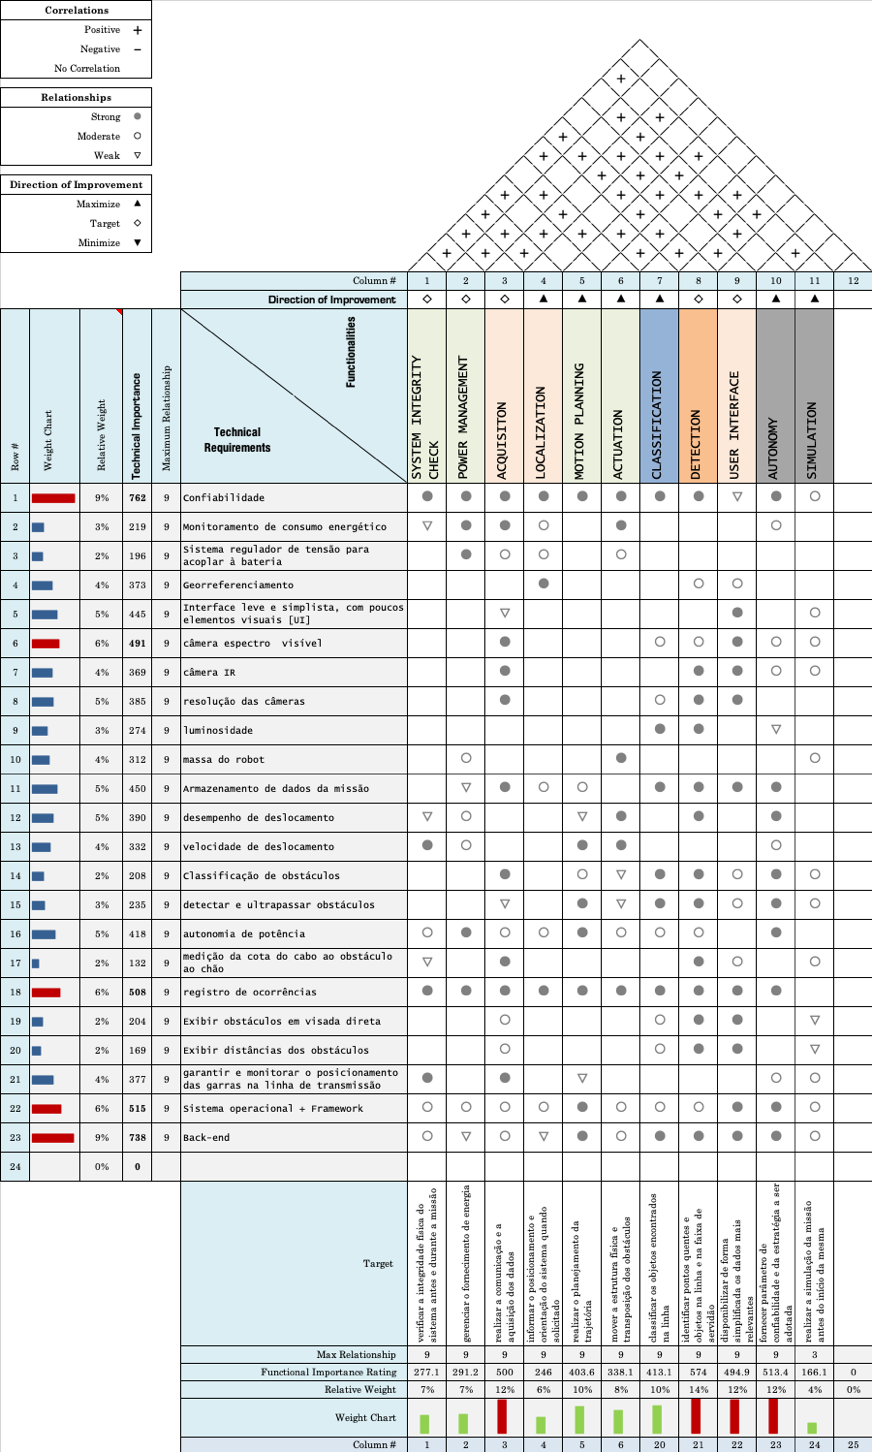 Correlations
Positive +
Negative −
No Correlation
Relationships
Strong ●
Moderate ○
Weak ▽
Direction of Improvement
Maximize ▲
Target ◇
Minimize ▼
Column # 1 2 3 4 5 6 7 8 9 10 11 12
Direction of Improvement ◇ ◇ ◇ ▲ ▲ ▲ ▲ ◇ ◇ ▲ ▲
Row #
Weight Chart
Relative Weight
Technical Importance
Maximum Relationship
Functionalities
Technical
Requirements
SYSTEM INTEGRITY
CHECK
POWER MANAGEMENT
ACQUISITON
LOCALIZATION
MOTION PLANNING
ACTUATION
CLASSIFICATION
DETECTION
USER INTERFACE
AUTONOMY
SIMULATION
1 9% 762 9 Confiabilidade ● ● ● ● ● ● ● ● ▽ ● ○
2 3% 219 9 Monitoramento de consumo energético ▽ ● ● ○ ● ○
3 2% 196 9 Sistema regulador de tensão para
acoplar à bateria ● ○ ○ ○
4 4% 373 9 Georreferenciamento ● ○ ○
5 5% 445 9 Interface leve e simplista, com poucos
elementos visuais [UI] ▽ ● ○
6 6% 491 9 câmera espectro visível ● ○ ○ ● ○ ○
7 4% 369 9 câmera IR ● ● ● ○ ○
8 5% 385 9 resolução das câmeras ● ○ ● ●
9 3% 274 9 luminosidade ● ● ▽
10 4% 312 9 massa do robot ○ ● ○
11 5% 450 9 Armazenamento de dados da missão ▽ ● ○ ○ ● ● ● ●
12 5% 390 9 desempenho de deslocamento ▽ ○ ▽ ● ● ●
13 4% 332 9 velocidade de deslocamento ● ○ ● ● ○
14 2% 208 9 Classificação de obstáculos ● ○ ▽ ● ● ○ ● ○
15 3% 235 9 detectar e ultrapassar obstáculos ▽ ● ▽ ● ● ○ ● ○
16 5% 418 9 autonomia de potência ○ ● ○ ○ ● ○ ○ ○ ●
17 2% 132 9 medição da cota do cabo ao obstáculo
ao chão ▽ ● ● ○ ○
18 6% 508 9 registro de ocorrências ● ● ● ● ● ● ● ● ● ●
19 2% 204 9 Exibir obstáculos em visada direta ○ ○ ● ● ▽
20 2% 169 9 Exibir distâncias dos obstáculos ○ ○ ● ● ▽
21 4% 377 9 garantir e monitorar o posicionamento
das garras na linha de transmissão ● ● ▽ ○ ○
22 6% 515 9 Sistema operacional + Framework ○ ○ ○ ○ ● ○ ○ ○ ● ● ○
23 9% 738 9 Back-end ○ ▽ ○ ▽ ● ○ ● ● ● ● ○
24 0% 0
Target
verificar a integridade física do
sistema antes e durante a missão
gerenciar o fornecimento de energia
realizar a comunicação e a
aquisição dos dados
informar o posicionamento e
orientação do sistema quando
solicitado
realizar o planejamento da
trajetória
mover a estrutura física e
transposição dos obstáculos
classificar os objetos encontrados
na linha
identificar pontos quentes e
objetos na linha e na faixa de
servidão
disponibilizar de forma
simplificada os dados mais
relevantes
fornecer parâmetro de
confiabilidade e da estratégia a ser
adotada
realizar a simulação da missão
antes do início da mesma
Max Relationship 9 9 9 9 9 9 9 9 9 9 3
Functional Importance Rating 277.1 291.2 500 246 403.6 338.1 413.1 574 494.9 513.4 166.1 0
Relative Weight 7% 7% 12% 6% 10% 8% 10% 14% 12% 12% 4% 0%
Weight Chart
Column # 1 2 3 4 5 6 20 21 22 23 24 25